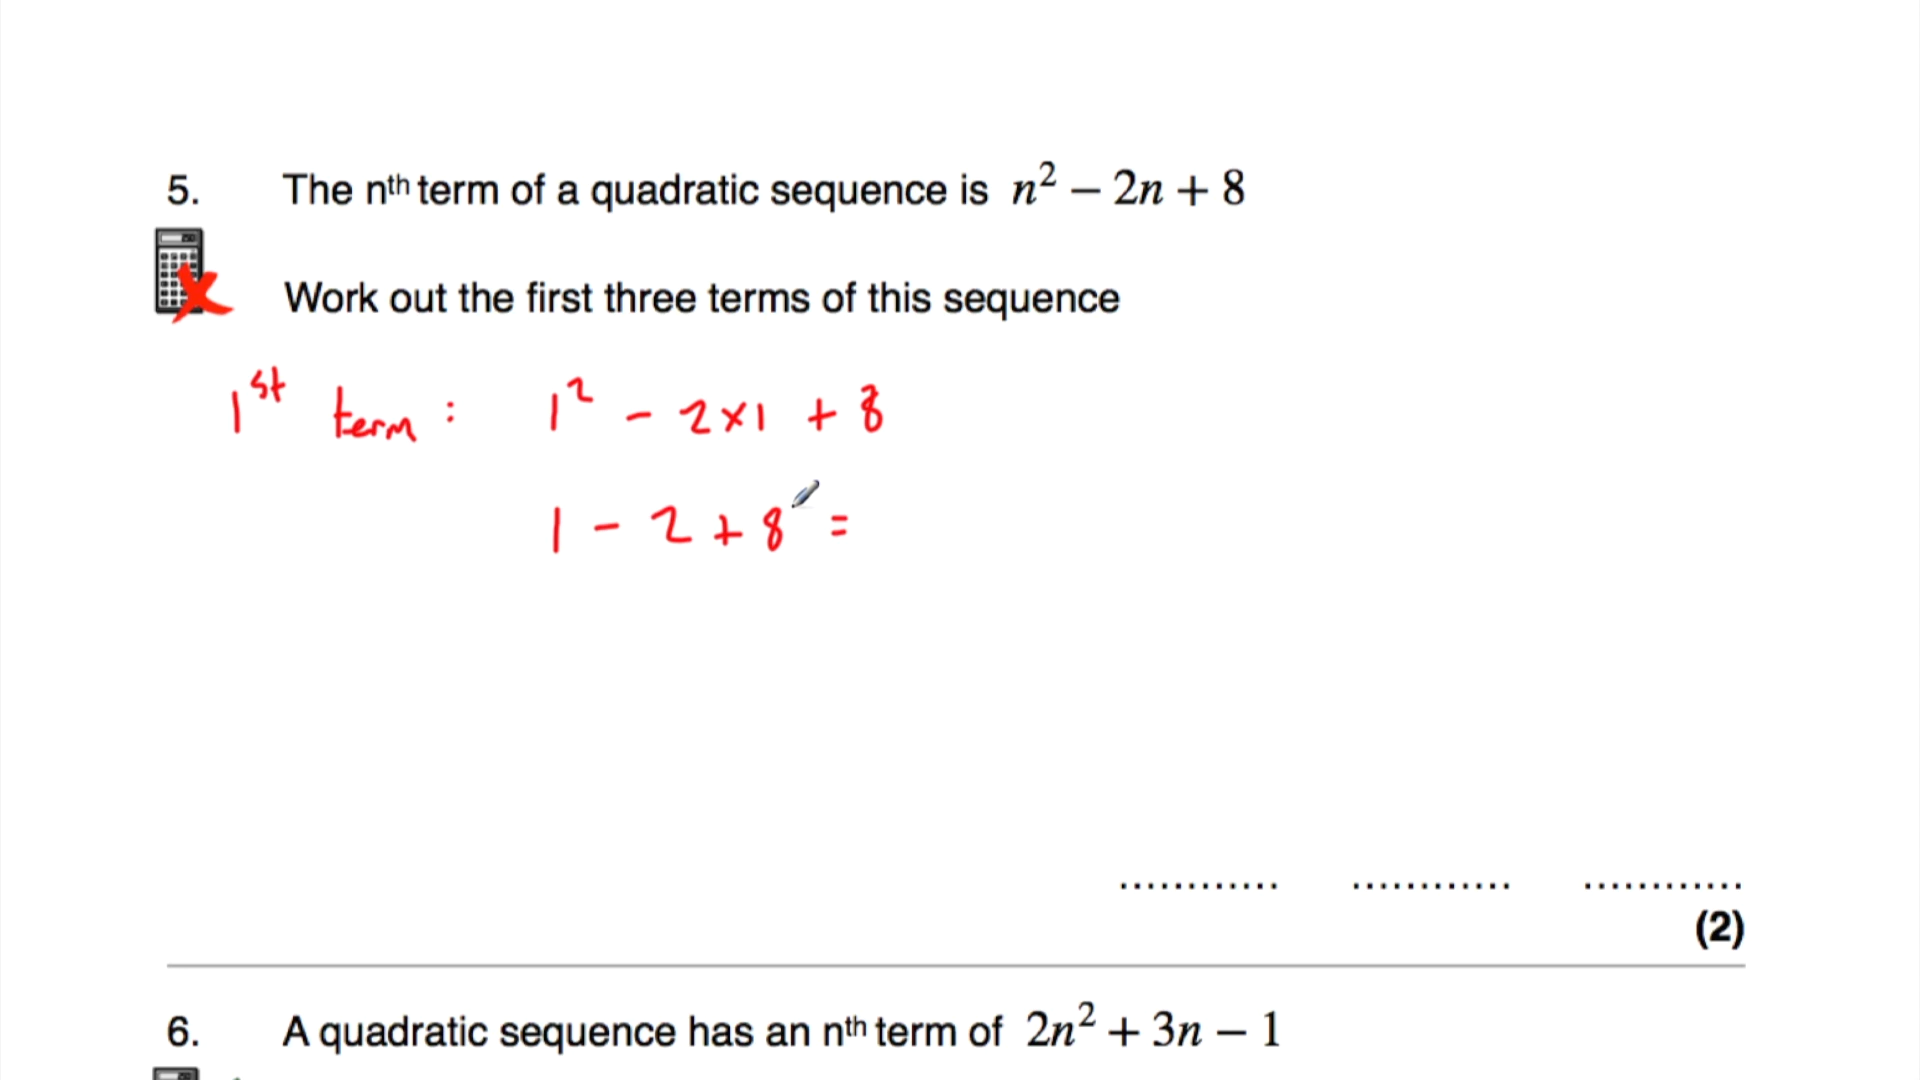 5. The nth term of a quadratic sequence is n² − 2n + 8
Work out the first three terms of this sequence
1st term : 1² - 2×1 + 8
1 - 2 + 8 =
............ ............ ............
(2)
6. A quadratic sequence has an nth term of 2n² + 3n − 1